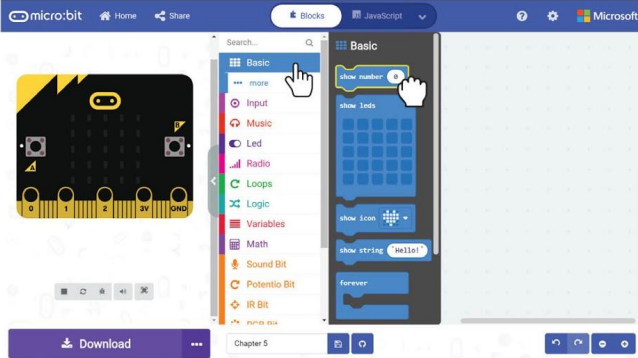 micro:bit
Home
Share
Blocks
JavaScript
Microsoft
Search...
Basic
more
Input
Music
Led
Radio
Loops
Logic
Variables
Math
Sound Bit
Potentio Bit
IR Bit
Basic
show number 0
show leds
show icon
show string "Hello!"
forever
A
B
0 1 2 3V GND
Download
Chapter 5